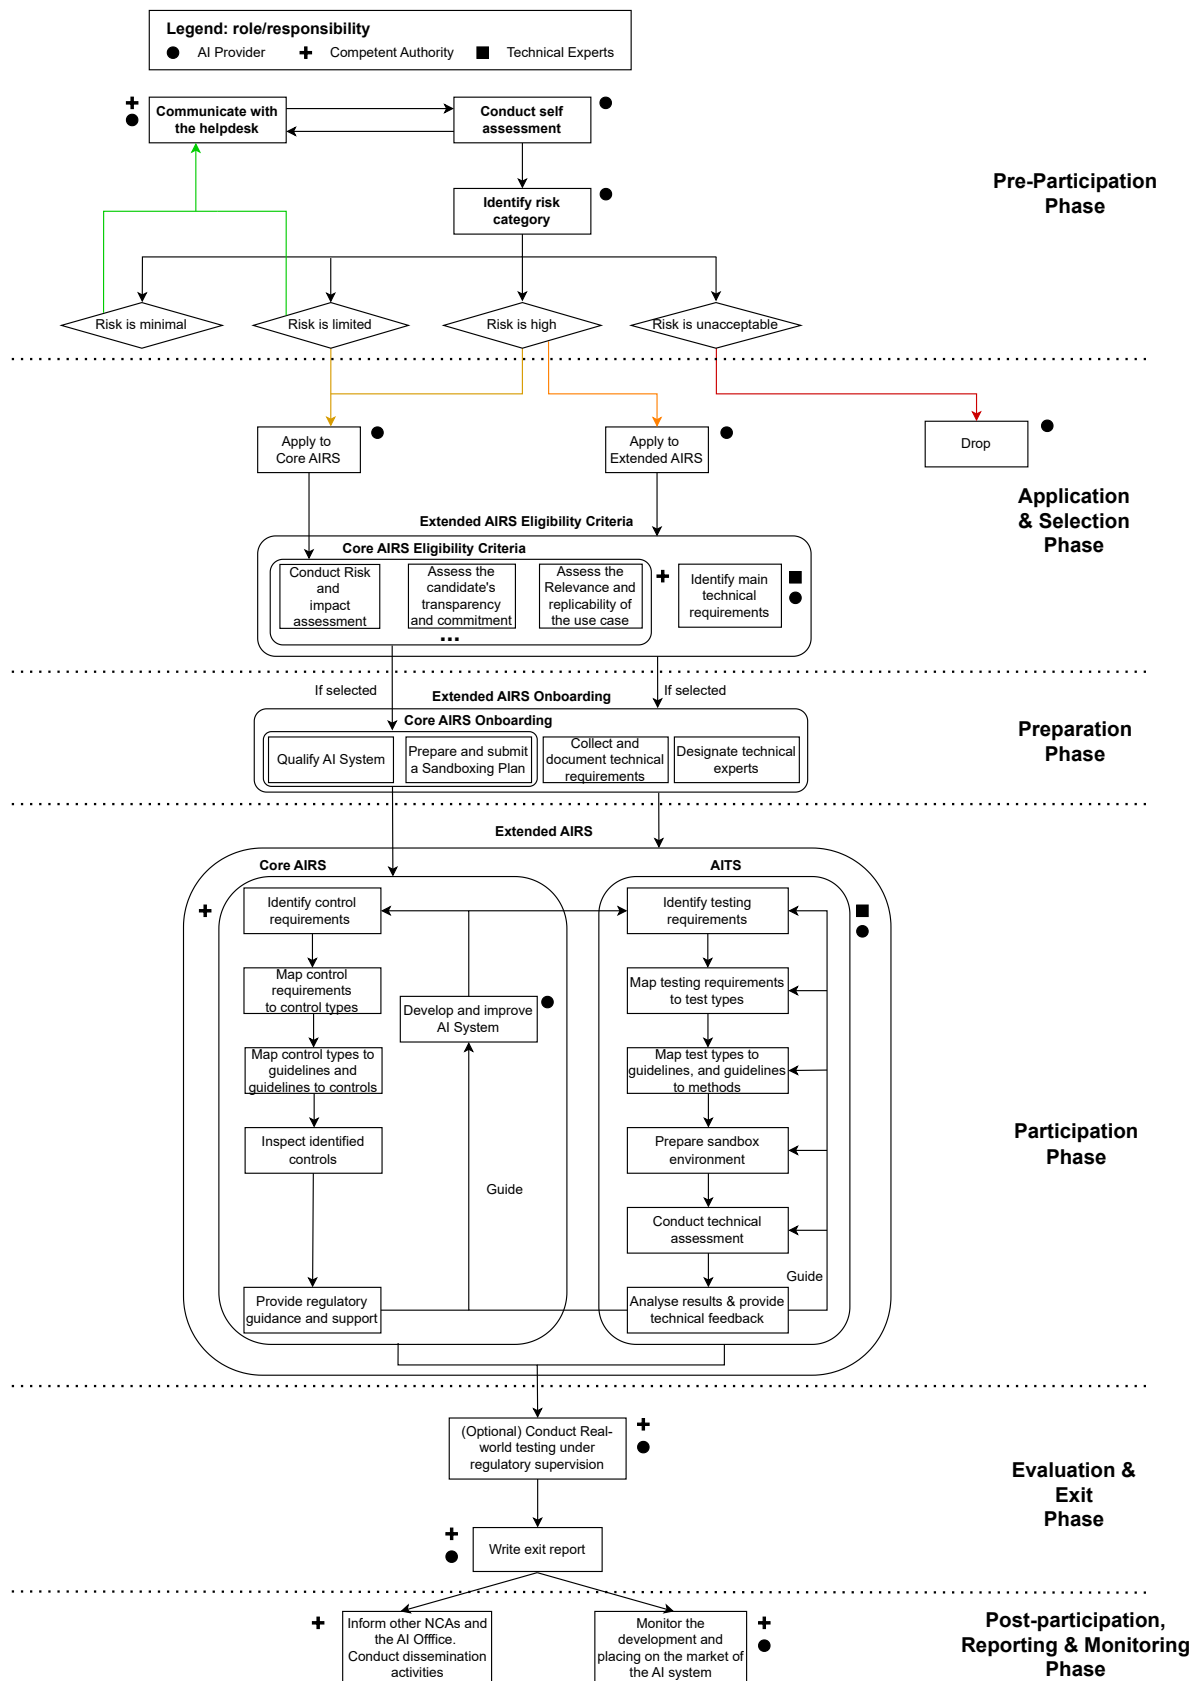 Legend: role/responsibility
AI Provider
Competent Authority
Technical Experts
Communicate with
the helpdesk
Conduct self
assessment
Identify risk
category
Pre-Participation
Phase
Risk is minimal
Risk is limited
Risk is high
Risk is unacceptable
Apply to
Core AIRS
Apply to
Extended AIRS
Drop
Application
& Selection
Phase
Extended AIRS Eligibility Criteria
Core AIRS Eligibility Criteria
Conduct Risk
and
impact
assessment
Assess the
candidate's
transparency
and commitment
Assess the
Relevance and
replicability of
the use case
...
Identify main
technical
requirements
If selected
If selected
Extended AIRS Onboarding
Core AIRS Onboarding
Qualify AI System
Prepare and submit
a Sandboxing Plan
Collect and
document technical
requirements
Designate technical
experts
Preparation
Phase
Extended AIRS
Core AIRS
AITS
Identify control
requirements
Identify testing
requirements
Map control
requirements
to control types
Develop and improve
AI System
Map testing requirements
to test types
Map control types to
guidelines and
guidelines to controls
Map test types to
guidelines, and guidelines
to methods
Inspect identified
controls
Prepare sandbox
environment
Participation
Phase
Guide
Conduct technical
assessment
Guide
Provide regulatory
guidance and support
Analyse results & provide
technical feedback
(Optional) Conduct Real-
world testing under
regulatory supervision
Evaluation &
Exit
Phase
Write exit report
Inform other NCAs and
the AI Offfice.
Conduct dissemination
activities
Monitor the
development and
placing on the market of
the AI system
Post-participation,
Reporting & Monitoring
Phase